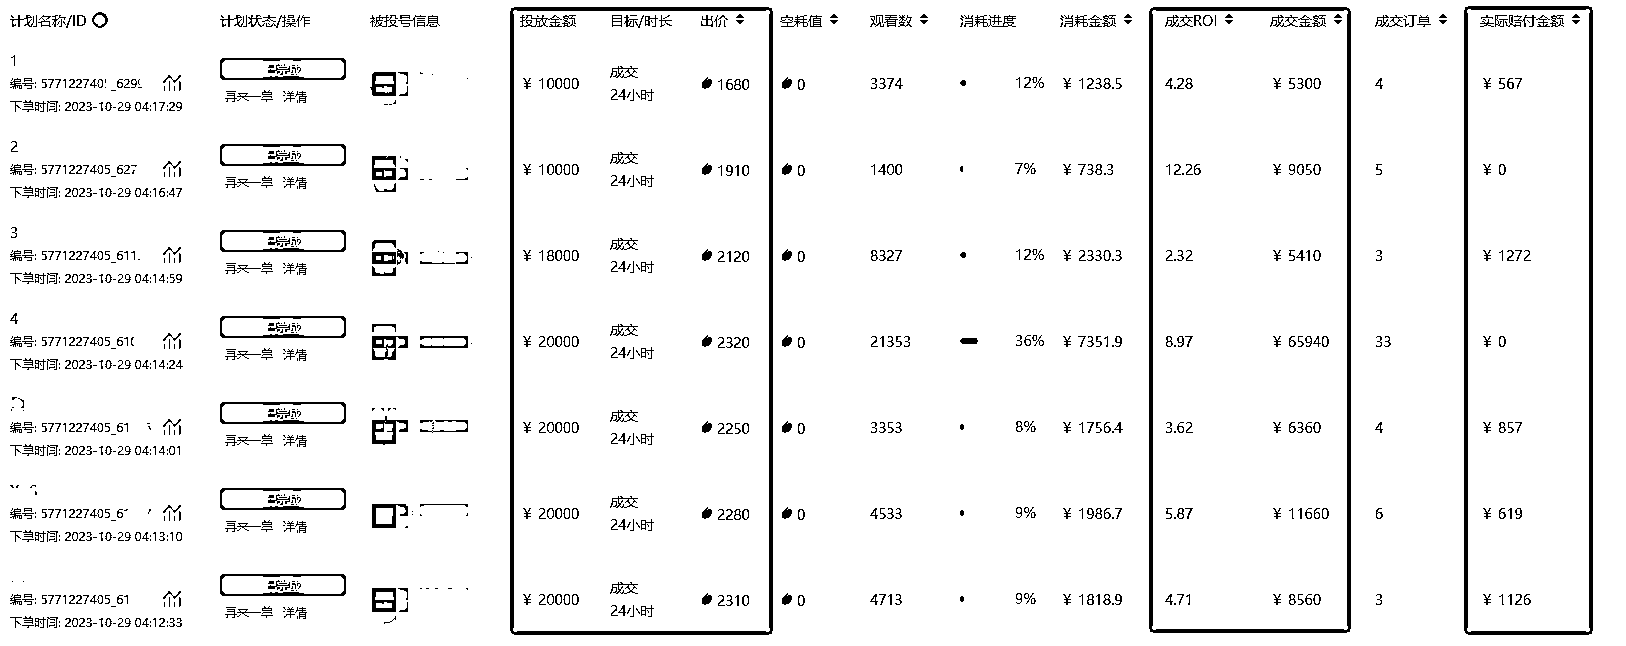 计划名称/ID 计划状态/操作 被投号信息 投放金额 目标/时长 出价 空耗值 观看数 消耗进度 消耗金额 成交ROI 成交金额 成交订单 实际赔付金额
1
编号: 5771227405_629
下单时间: 2023-10-29 04:17:29
已完成
再来一单 详情
¥ 10000
成交
24小时
1680 0 3374 12% ¥ 1238.5 4.28 ¥ 5300 4 ¥ 567
2
编号: 5771227405_627
下单时间: 2023-10-29 04:16:47
已完成
再来一单 详情
¥ 10000
成交
24小时
1910 0 1400 7% ¥ 738.3 12.26 ¥ 9050 5 ¥ 0
3
编号: 5771227405_611
下单时间: 2023-10-29 04:14:59
已完成
再来一单 详情
¥ 18000
成交
24小时
2120 0 8327 12% ¥ 2330.3 2.32 ¥ 5410 3 ¥ 1272
4
编号: 5771227405_61
下单时间: 2023-10-29 04:14:24
已完成
再来一单 详情
¥ 20000
成交
24小时
2320 0 21353 36% ¥ 7351.9 8.97 ¥ 65940 33 ¥ 0
编号: 5771227405_61
下单时间: 2023-10-29 04:14:01
已完成
再来一单 详情
¥ 20000
成交
24小时
2250 0 3353 8% ¥ 1756.4 3.62 ¥ 6360 4 ¥ 857
编号: 5771227405_6
下单时间: 2023-10-29 04:13:10
已完成
再来一单 详情
¥ 20000
成交
24小时
2280 0 4533 9% ¥ 1986.7 5.87 ¥ 11660 6 ¥ 619
编号: 5771227405_61
下单时间: 2023-10-29 04:12:33
已完成
再来一单 详情
¥ 20000
成交
24小时
2310 0 4713 9% ¥ 1818.9 4.71 ¥ 8560 3 ¥ 1126